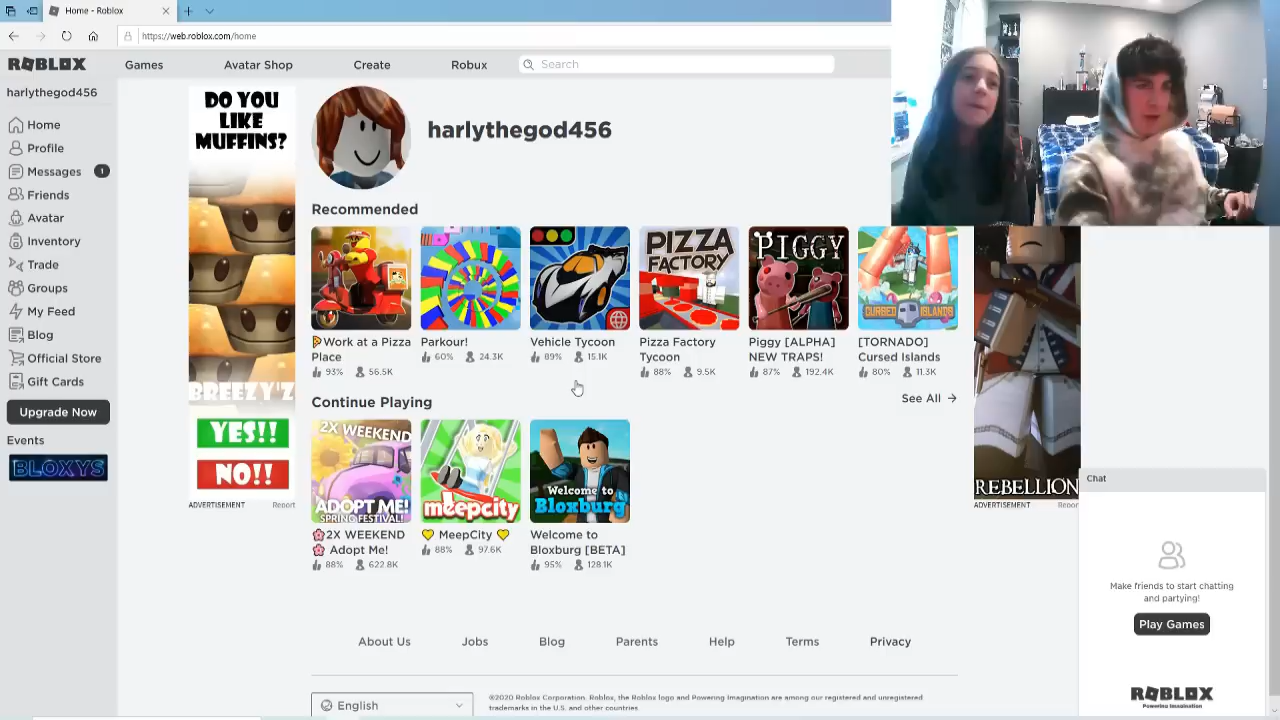 Home - Roblox
https://web.roblox.com/home
ROBLOX
Games
Avatar Shop
Create
Robux
Search
harlythegod456
Home
Profile
Messages
1
Friends
Avatar
Inventory
Trade
Groups
My Feed
Blog
Official Store
Gift Cards
Upgrade Now
Events
BLOXYS
DO YOU
LIKE
MUFFINS?
BREEZY'Z
YES!!
NO!!
ADVERTISEMENT
Report
harlythegod456
Recommended
PIZZA
FACTORY
PIGGY
CURSED ISLANDS
Work at a Pizza
Place
93% 56.5K
Parkour!
60% 24.3K
Vehicle Tycoon
89% 15.1K
Pizza Factory
Tycoon
88% 9.5K
Piggy [ALPHA]
NEW TRAPS!
87% 192.4K
[TORNADO]
Cursed Islands
80% 11.3K
Continue Playing
See All
2X WEEKEND
SPRING FESTIVAL!
meepcity
Welcome to
Bloxburg
2X WEEKEND
Adopt Me!
88% 622.8K
MeepCity
88% 97.6K
Welcome to
Bloxburg [BETA]
95% 128.1K
REBELLION
ADVERTISEMENT
Report
Chat
Make friends to start chatting
and partying!
Play Games
ROBLOX
Powering Imagination
About Us
Jobs
Blog
Parents
Help
Terms
Privacy
English
©2020 Roblox Corporation. Roblox, the Roblox logo and Powering Imagination are among our registered and unregistered
trademarks in the U.S. and other countries.